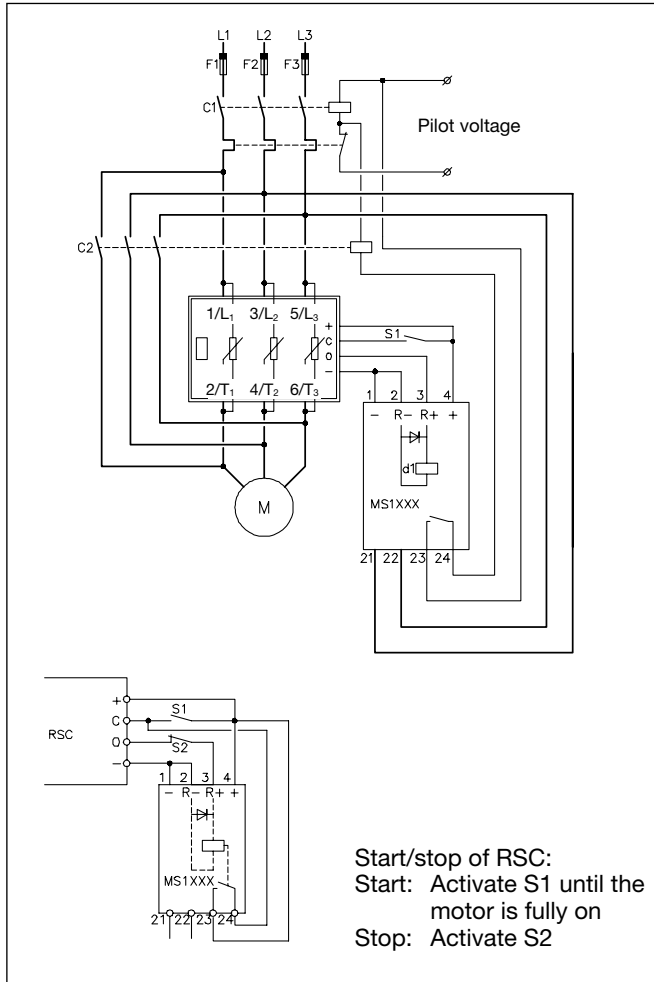 L1 L2 L3
F1 F2 F3
C1
Pilot voltage
C2
1/L1 3/L2 5/L3
+
C
O
-
S1
2/T1 4/T2 6/T3
1 2 3 4
- R- R+ +
d1
M
MS1XXX
21 22 23 24
+
C
O
-
S1
S2
RSC
1 2 3 4
- R- R+ +
MS1XXX
21 22 23 24
Start/stop of RSC:
Start: Activate S1 until the
motor is fully on
Stop: Activate S2